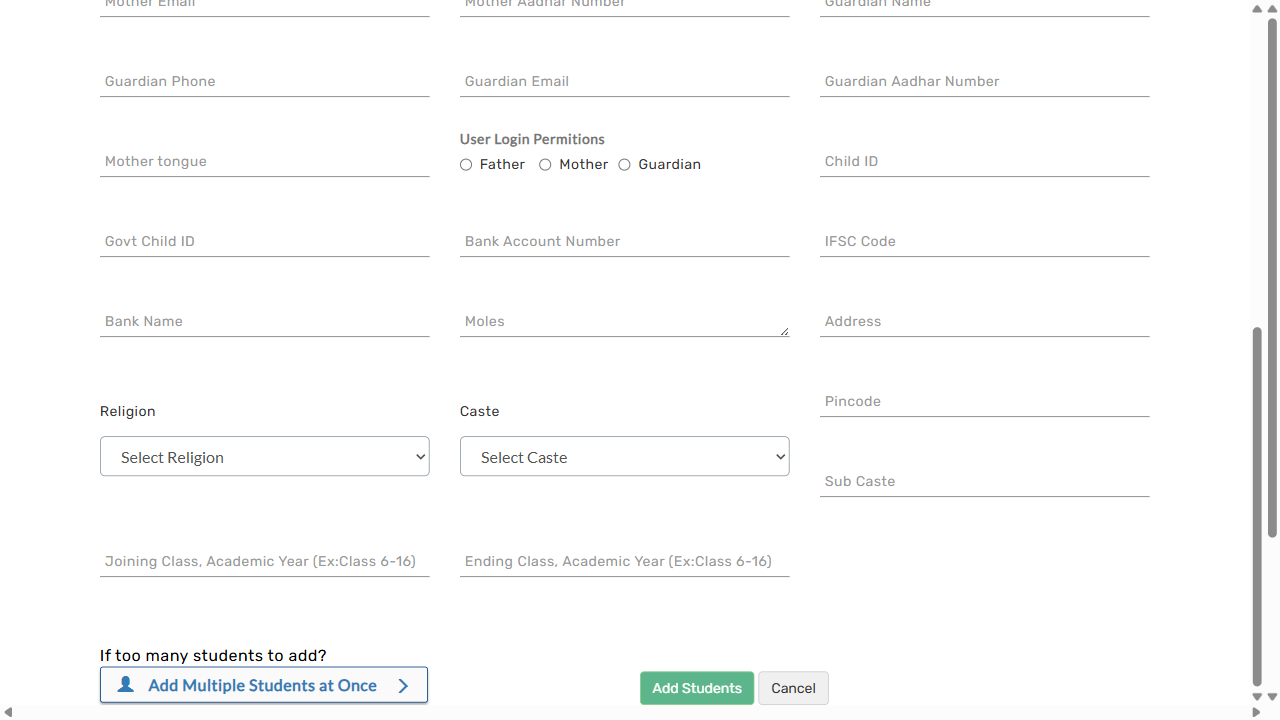 Mother Email
Mother Aadhar Number
Guardian Name
Guardian Phone
Guardian Email
Guardian Aadhar Number
Mother tongue
User Login Permitions
Father
Mother
Guardian
Child ID
Govt Child ID
Bank Account Number
IFSC Code
Bank Name
Moles
Address
Religion
Caste
Pincode
Select Religion
Select Caste
Sub Caste
Joining Class, Academic Year (Ex:Class 6-16)
Ending Class, Academic Year (Ex:Class 6-16)
If too many students to add?
Add Multiple Students at Once
Add Students
Cancel